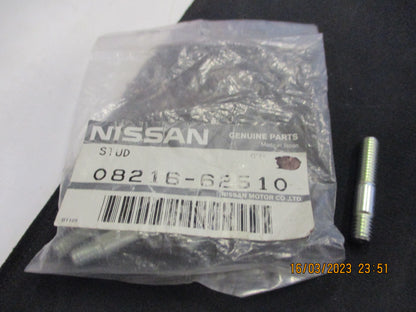 NISSAN
GENUINE PARTS
Made in Japan
STUD
08216-62510
NISSAN MOTOR CO.,LTD.
16/03/2023 23:51